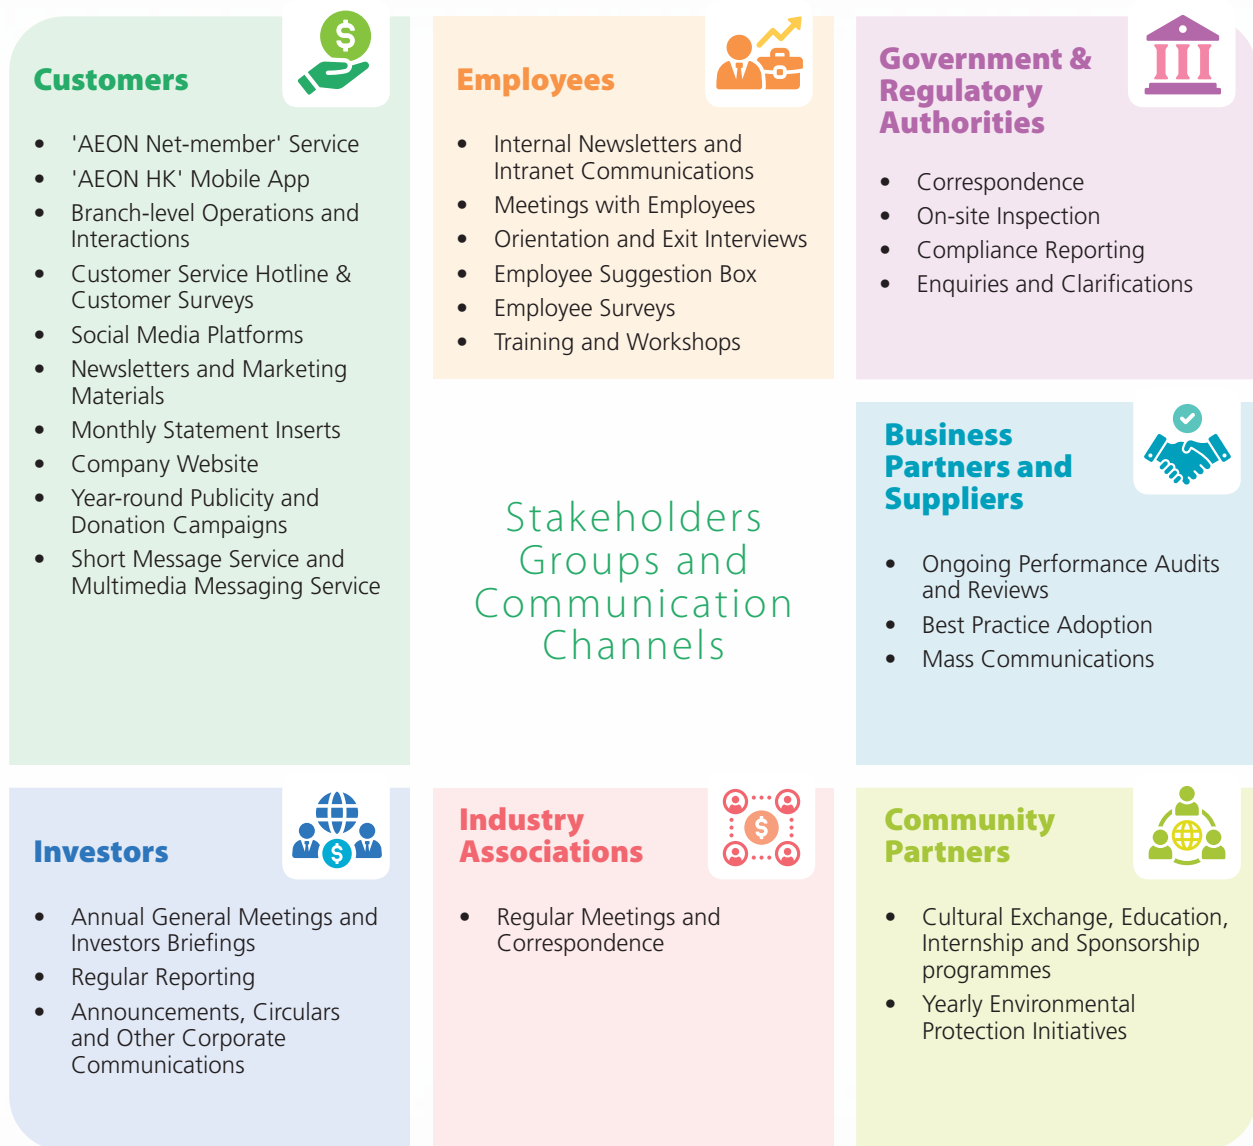 Customers
• 'AEON Net-member' Service
• 'AEON HK' Mobile App
• Branch-level Operations and
Interactions
• Customer Service Hotline &
Customer Surveys
• Social Media Platforms
• Newsletters and Marketing
Materials
• Monthly Statement Inserts
• Company Website
• Year-round Publicity and
Donation Campaigns
• Short Message Service and
Multimedia Messaging Service
Employees
• Internal Newsletters and
Intranet Communications
• Meetings with Employees
• Orientation and Exit Interviews
• Employee Suggestion Box
• Employee Surveys
• Training and Workshops
Government &
Regulatory
Authorities
• Correspondence
• On-site Inspection
• Compliance Reporting
• Enquiries and Clarifications
Stakeholders
Groups and
Communication
Channels
Business
Partners and
Suppliers
• Ongoing Performance Audits
and Reviews
• Best Practice Adoption
• Mass Communications
Investors
• Annual General Meetings and
Investors Briefings
• Regular Reporting
• Announcements, Circulars
and Other Corporate
Communications
Industry
Associations
• Regular Meetings and
Correspondence
Community
Partners
• Cultural Exchange, Education,
Internship and Sponsorship
programmes
• Yearly Environmental
Protection Initiatives